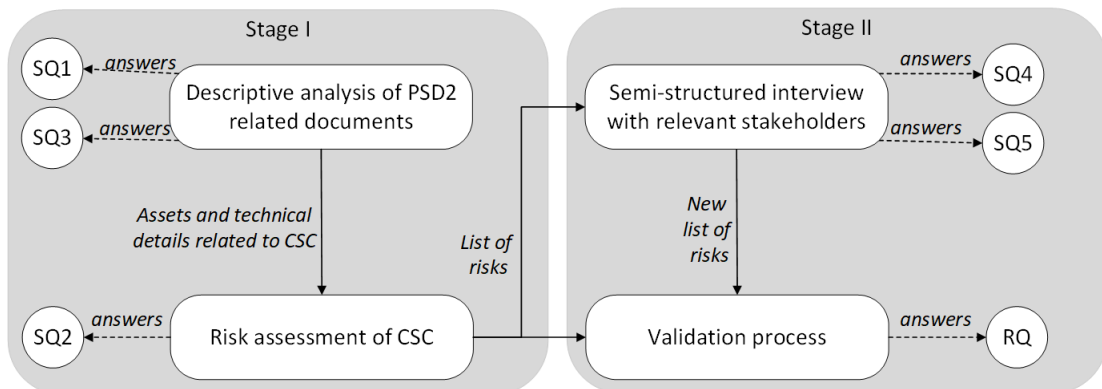 Stage I
SQ1
answers
Descriptive analysis of PSD2
related documents
SQ3
answers
Assets and technical
details related to CSC
List of
risks
SQ2
answers
Risk assessment of CSC
Stage II
Semi-structured interview
with relevant stakeholders
answers
SQ4
answers
SQ5
New
list of
risks
Validation process
answers
RQ